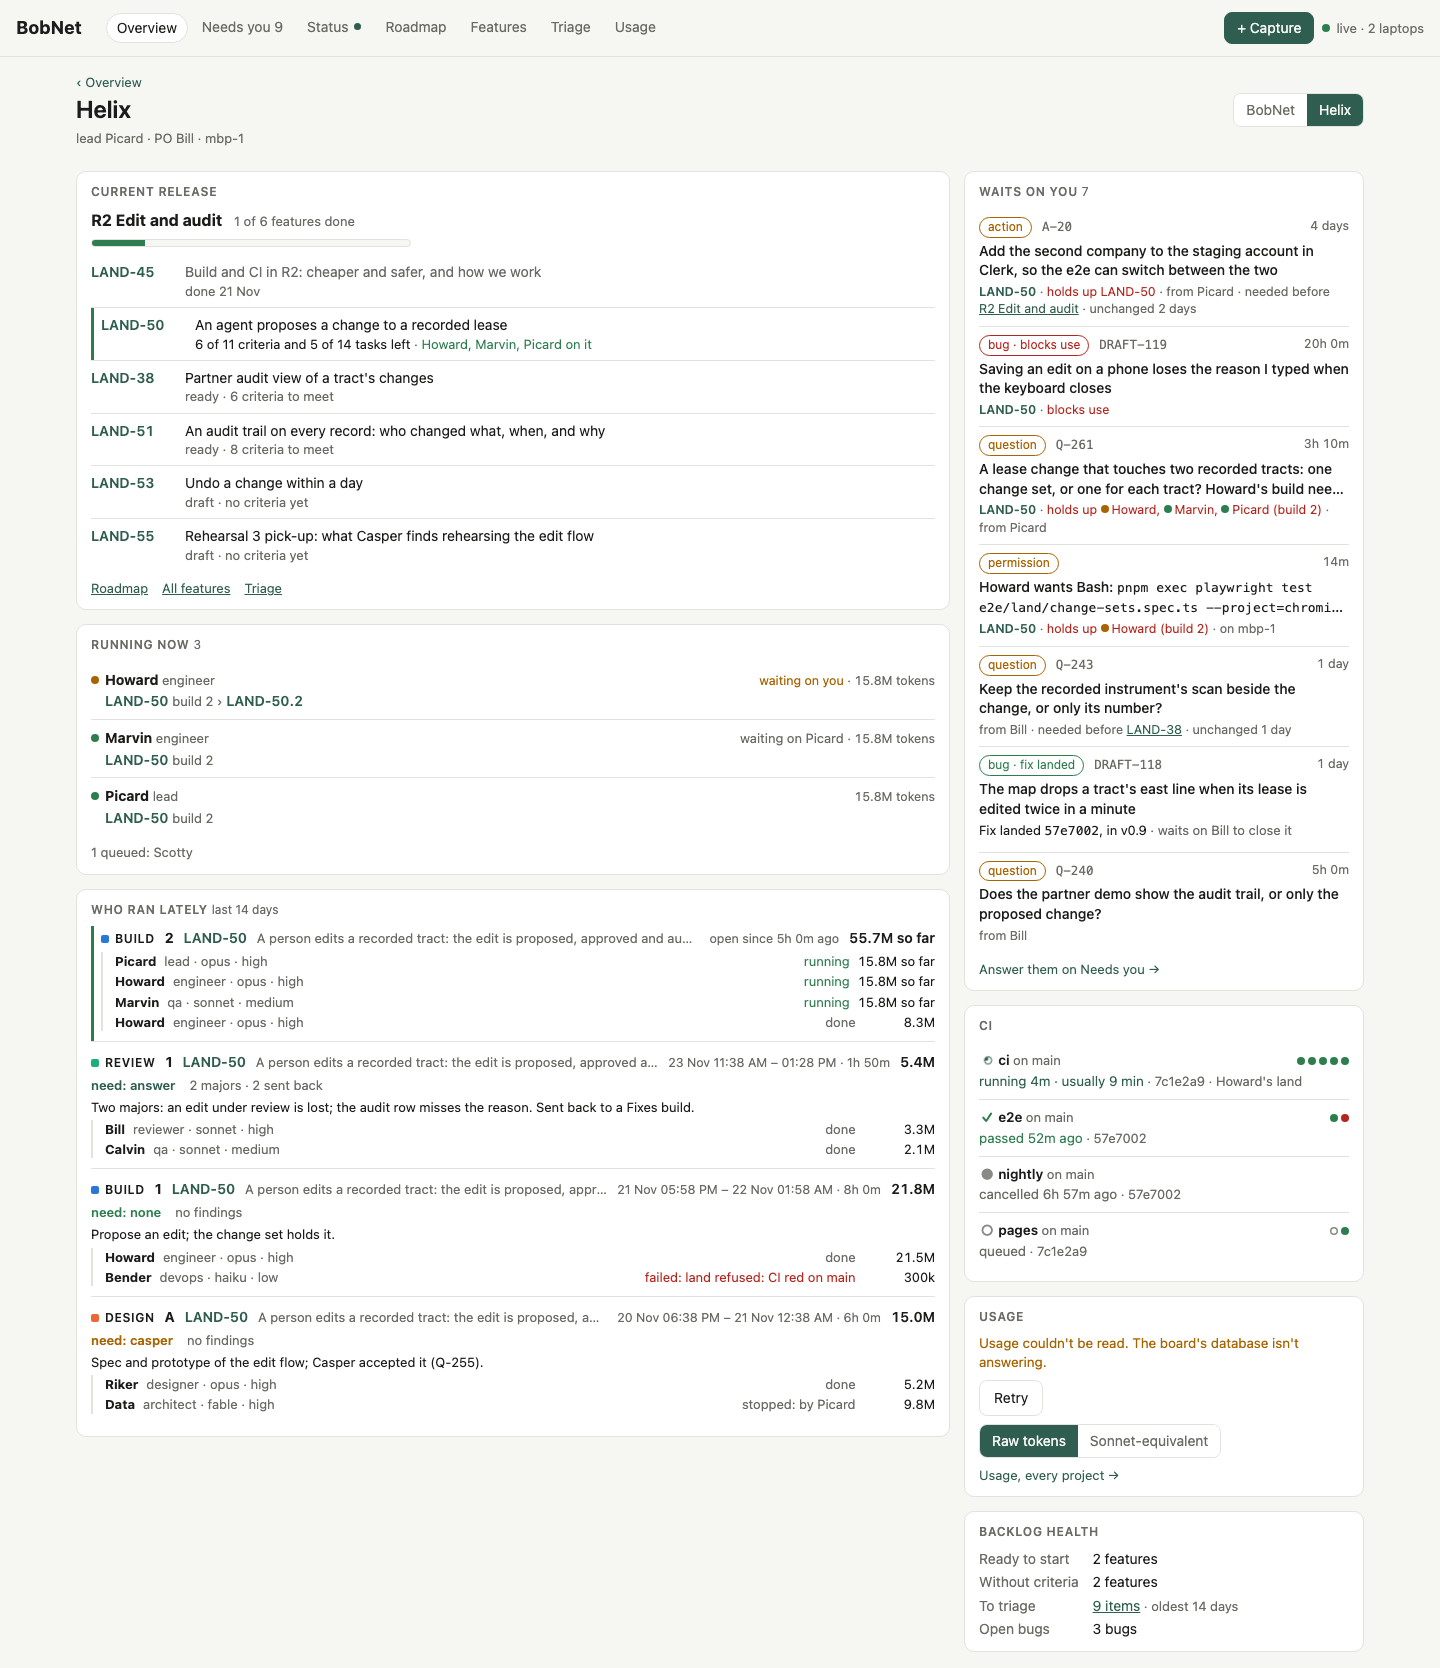 BobNet
Overview
Needs you 9
Status
Roadmap
Features
Triage
Usage
+ Capture
live · 2 laptops
‹ Overview
Helix
lead Picard · PO Bill · mbp-1
BobNet
Helix
CURRENT RELEASE
R2 Edit and audit 1 of 6 features done
LAND-45 Build and CI in R2: cheaper and safer, and how we work
done 21 Nov
LAND-50 An agent proposes a change to a recorded lease
6 of 11 criteria and 5 of 14 tasks left · Howard, Marvin, Picard on it
LAND-38 Partner audit view of a tract's changes
ready · 6 criteria to meet
LAND-51 An audit trail on every record: who changed what, when, and why
ready · 8 criteria to meet
LAND-53 Undo a change within a day
draft · no criteria yet
LAND-55 Rehearsal 3 pick-up: what Casper finds rehearsing the edit flow
draft · no criteria yet
Roadmap All features Triage
RUNNING NOW 3
Howard engineer waiting on you · 15.8M tokens
LAND-50 build 2 › LAND-50.2
Marvin engineer waiting on Picard · 15.8M tokens
LAND-50 build 2
Picard lead 15.8M tokens
LAND-50 build 2
1 queued: Scotty
WHO RAN LATELY last 14 days
BUILD 2 LAND-50 A person edits a recorded tract: the edit is proposed, approved and au... open since 5h 0m ago 55.7M so far
Picard lead · opus · high running 15.8M so far
Howard engineer · opus · high running 15.8M so far
Marvin qa · sonnet · medium running 15.8M so far
Howard engineer · opus · high done 8.3M
REVIEW 1 LAND-50 A person edits a recorded tract: the edit is proposed, approved a... 23 Nov 11:38 AM – 01:28 PM · 1h 50m 5.4M
need: answer 2 majors · 2 sent back
Two majors: an edit under review is lost; the audit row misses the reason. Sent back to a Fixes build.
Bill reviewer · sonnet · high done 3.3M
Calvin qa · sonnet · medium done 2.1M
BUILD 1 LAND-50 A person edits a recorded tract: the edit is proposed, appr... 21 Nov 05:58 PM – 22 Nov 01:58 AM · 8h 0m 21.8M
need: none no findings
Propose an edit; the change set holds it.
Howard engineer · opus · high done 21.5M
Bender devops · haiku · low failed: land refused: CI red on main 300k
DESIGN A LAND-50 A person edits a recorded tract: the edit is proposed, a... 20 Nov 06:38 PM – 21 Nov 12:38 AM · 6h 0m 15.0M
need: casper no findings
Spec and prototype of the edit flow; Casper accepted it (Q-255).
Riker designer · opus · high done 5.2M
Data architect · fable · high stopped: by Picard 9.8M
WAITS ON YOU 7
action A-20 4 days
Add the second company to the staging account in
Clerk, so the e2e can switch between the two
LAND-50 · holds up LAND-50 · from Picard · needed before
R2 Edit and audit · unchanged 2 days
bug · blocks use DRAFT-119 20h 0m
Saving an edit on a phone loses the reason I typed when
the keyboard closes
LAND-50 · blocks use
question Q-261 3h 10m
A lease change that touches two recorded tracts: one
change set, or one for each tract? Howard's build nee...
LAND-50 · holds up Howard, Marvin, Picard (build 2) ·
from Picard
permission 14m
Howard wants Bash: pnpm exec playwright test
e2e/land/change-sets.spec.ts --project=chromi...
LAND-50 · holds up Howard (build 2) · on mbp-1
question Q-243 1 day
Keep the recorded instrument's scan beside the
change, or only its number?
from Bill · needed before LAND-38 · unchanged 1 day
bug · fix landed DRAFT-118 1 day
The map drops a tract's east line when its lease is
edited twice in a minute
Fix landed 57e7002, in v0.9 · waits on Bill to close it
question Q-240 5h 0m
Does the partner demo show the audit trail, or only the
proposed change?
from Bill
Answer them on Needs you →
CI
ci on main
running 4m · usually 9 min · 7c1e2a9 · Howard's land
e2e on main
passed 52m ago · 57e7002
nightly on main
cancelled 6h 57m ago · 57e7002
pages on main
queued · 7c1e2a9
USAGE
Usage couldn't be read. The board's database isn't
answering.
Retry
Raw tokens Sonnet-equivalent
Usage, every project →
BACKLOG HEALTH
Ready to start 2 features
Without criteria 2 features
To triage 9 items · oldest 14 days
Open bugs 3 bugs